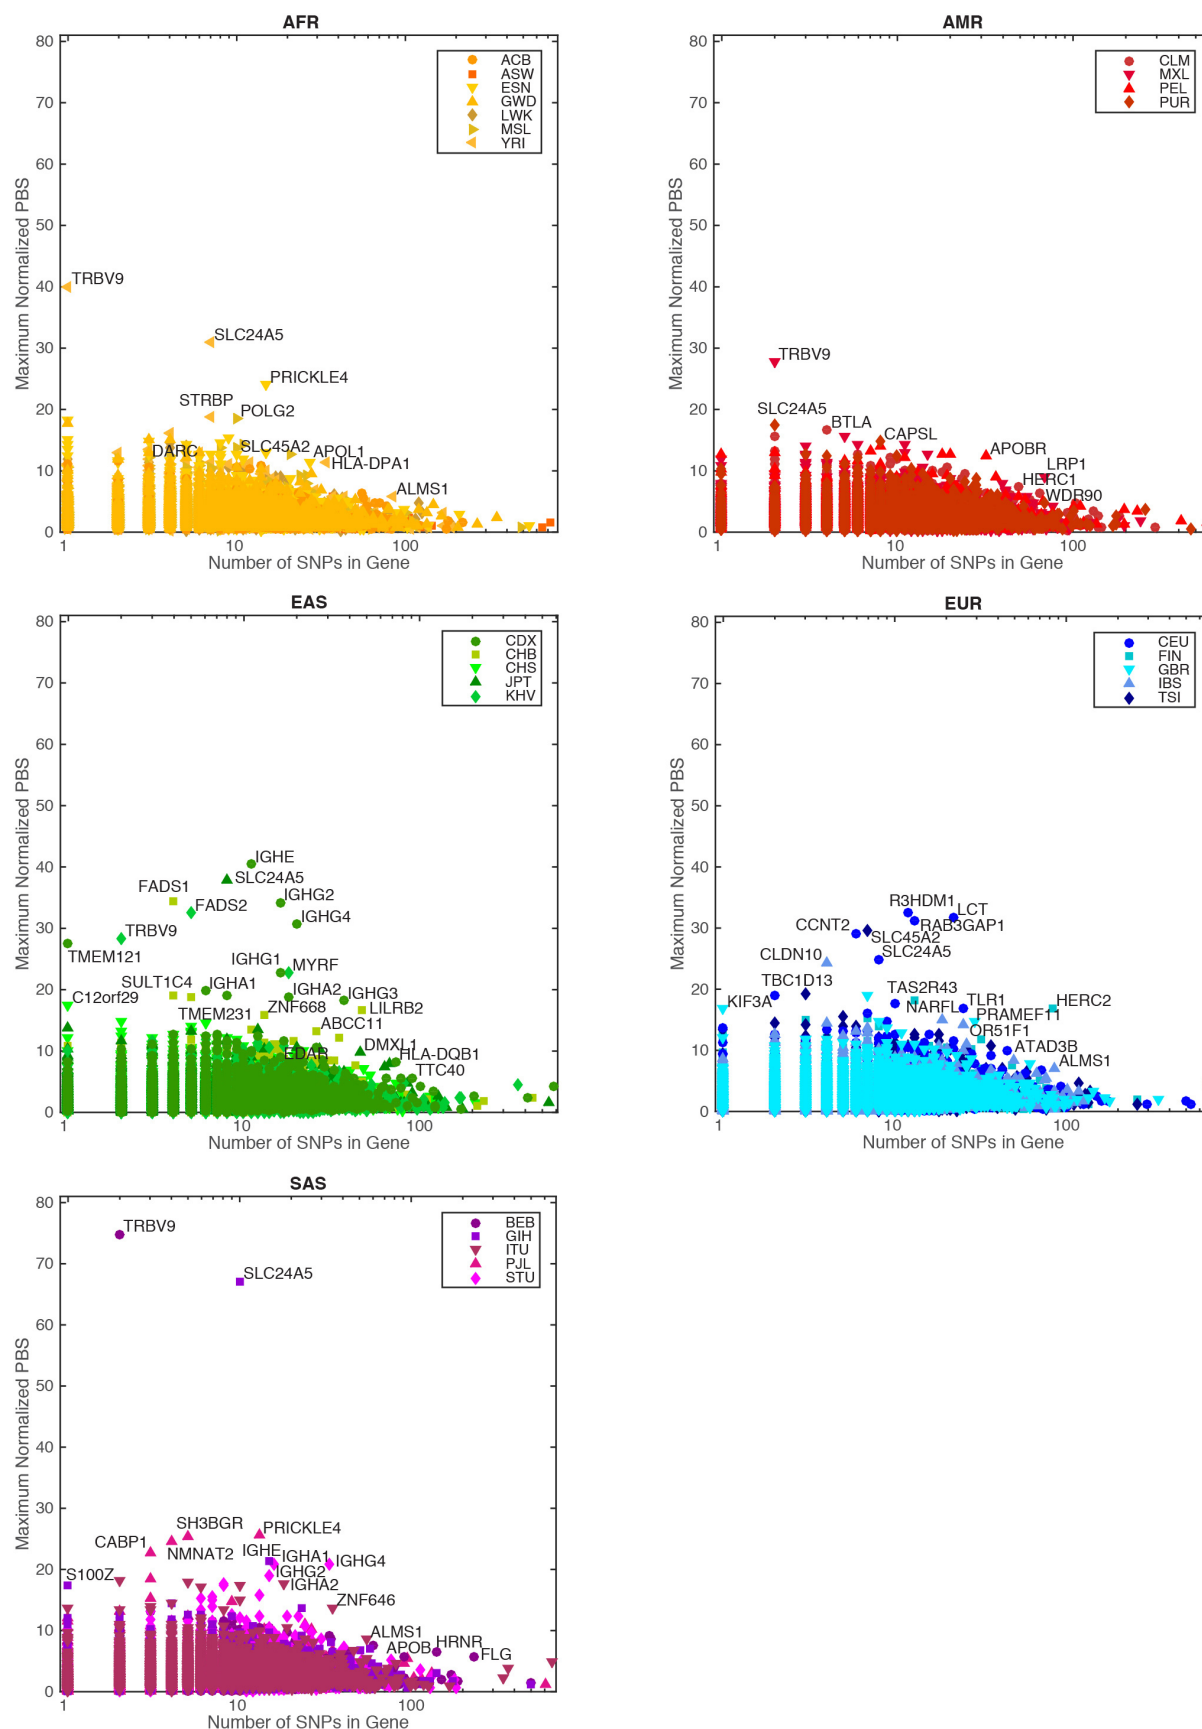 AFR
80
70
60
50
40
30
20
10
0
Maximum Normalized PBS
ACB
ASW
ESN
GWD
LWK
MSL
YRI
TRBV9
SLC24A5
PRICKLE4
STRBP
POLG2
DARC
SLC45A2
APOL1
HLA-DPA1
ALMS1
1
10
100
Number of SNPs in Gene
AMR
80
70
60
50
40
30
20
10
0
Maximum Normalized PBS
CLM
MXL
PEL
PUR
TRBV9
SLC24A5
BTLA
CAPSL
APOBR
LRP1
HERC1
WDR90
1
10
100
Number of SNPs in Gene
EAS
80
70
60
50
40
30
20
10
0
Maximum Normalized PBS
CDX
CHB
CHS
JPT
KHV
IGHE
SLC24A5
FADS1
IGHG2
FADS2
IGHG4
TRBV9
TMEM121
IGHG1
MYRF
SULT1C4
IGHA1
IGHA2
IGHG3
C12orf29
ZNF668
LILRB2
TMEM231
ABCC11
EDAR
DMXL1
HLA-DQB1
TTC40
1
10
100
Number of SNPs in Gene
EUR
80
70
60
50
40
30
20
10
0
Maximum Normalized PBS
CEU
FIN
GBR
IBS
TSI
R3HDM1
LCT
CCNT2
RAB3GAP1
SLC45A2
CLDN10
SLC24A5
TBC1D13
TAS2R43
KIF3A
NARFL
TLR1
HERC2
PRAMEF11
OR51F1
ATAD3B
ALMS1
1
10
100
Number of SNPs in Gene
SAS
80
70
60
50
40
30
20
10
0
Maximum Normalized PBS
BEB
GIH
ITU
PJL
STU
TRBV9
SLC24A5
SH3BGR
PRICKLE4
CABP1
NMNAT2
IGHE
IGHA1
IGHG4
S100Z
IGHG2
IGHA2
ZNF646
ALMS1
APOB
HRNR
FLG
1
10
100
Number of SNPs in Gene